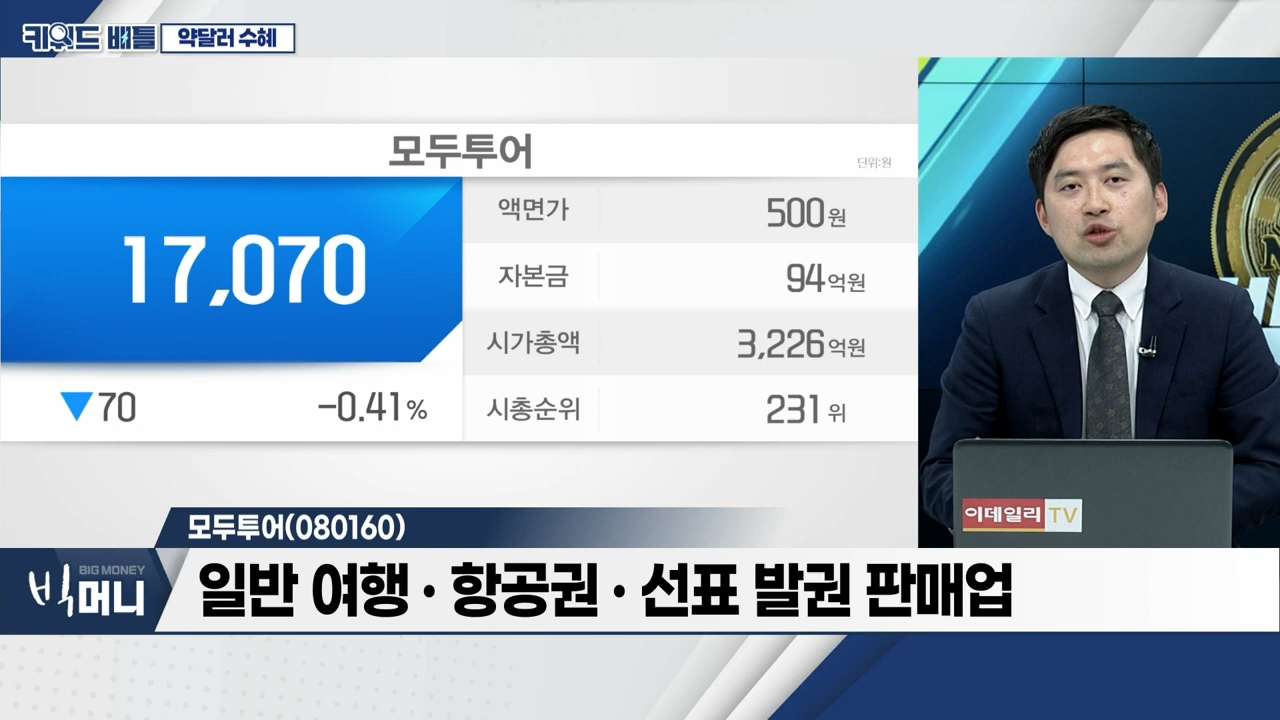 키워드 배틀 약달러 수혜
모두투어
단위:원
17,070
▼70 -0.41%
액면가 500원
자본금 94억원
시가총액 3,226억원
시총순위 231위
이데일리TV
모두투어(080160)
BIG MONEY
빅머니
일반 여행·항공권·선표 발권 판매업